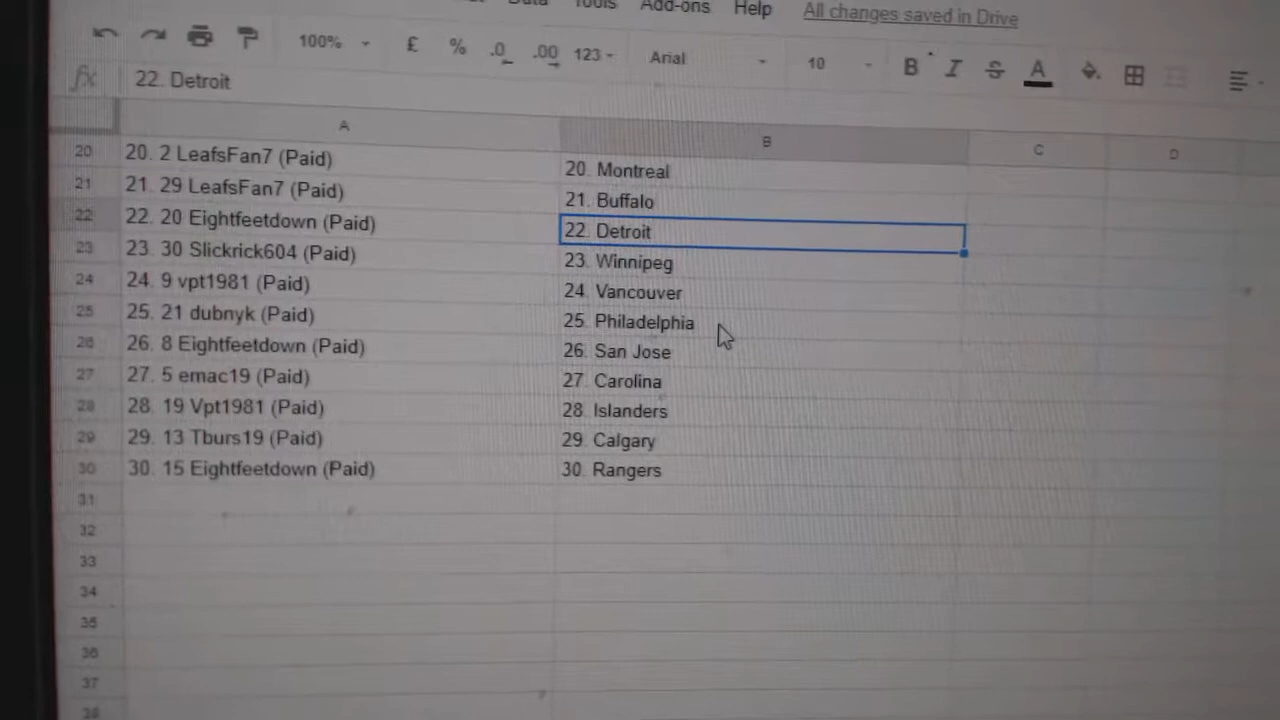 Data Tools Add-ons Help All changes saved in Drive
100% £ % .0 .00 123 Arial 10 B I S A
fx 22. Detroit
A B C D
20 20. 2 LeafsFan7 (Paid) 20. Montreal
21 21. 29 LeafsFan7 (Paid) 21. Buffalo
22 22. 20 Eightfeetdown (Paid) 22. Detroit
23 23. 30 Slickrick604 (Paid) 23. Winnipeg
24 24. 9 vpt1981 (Paid) 24. Vancouver
25 25. 21 dubnyk (Paid) 25. Philadelphia
26 26. 8 Eightfeetdown (Paid) 26. San Jose
27 27. 5 emac19 (Paid) 27. Carolina
28 28. 19 Vpt1981 (Paid) 28. Islanders
29 29. 13 Tburs19 (Paid) 29. Calgary
30 30. 15 Eightfeetdown (Paid) 30. Rangers
31
32
33
34
35
36
37
38